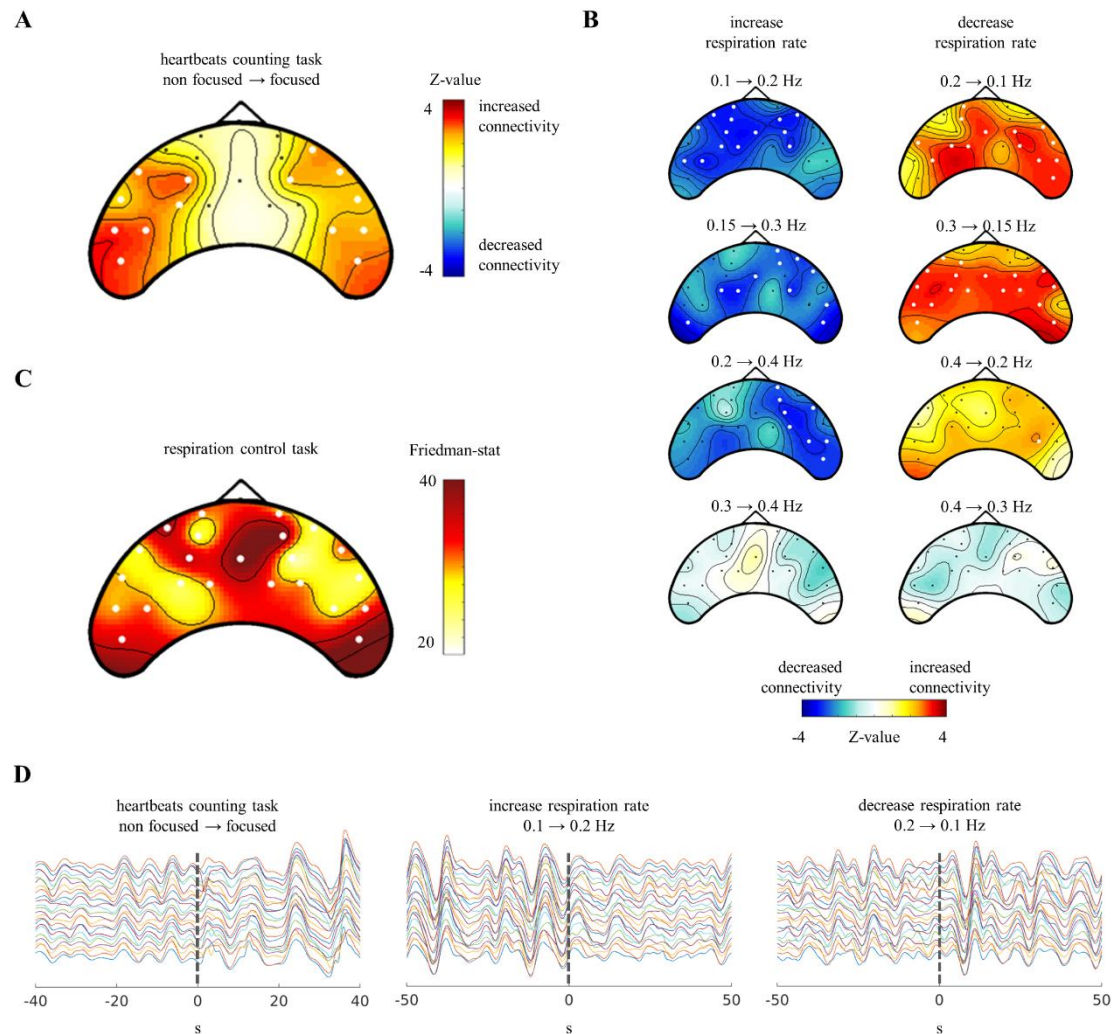 A
heartbeats counting task
non focused → focused
Z-value
4
increased
connectivity
decreased
connectivity
-4
B
increase
respiration rate
decrease
respiration rate
0.1 → 0.2 Hz
0.2 → 0.1 Hz
0.15 → 0.3 Hz
0.3 → 0.15 Hz
0.2 → 0.4 Hz
0.4 → 0.2 Hz
0.3 → 0.4 Hz
0.4 → 0.3 Hz
decreased
connectivity
increased
connectivity
-4 Z-value 4
C
respiration control task
Friedman-stat
40
20
D
heartbeats counting task
non focused → focused
-40 -20 0 20 40
s
increase respiration rate
0.1 → 0.2 Hz
-50 0 50
s
decrease respiration rate
0.2 → 0.1 Hz
-50 0 50
s